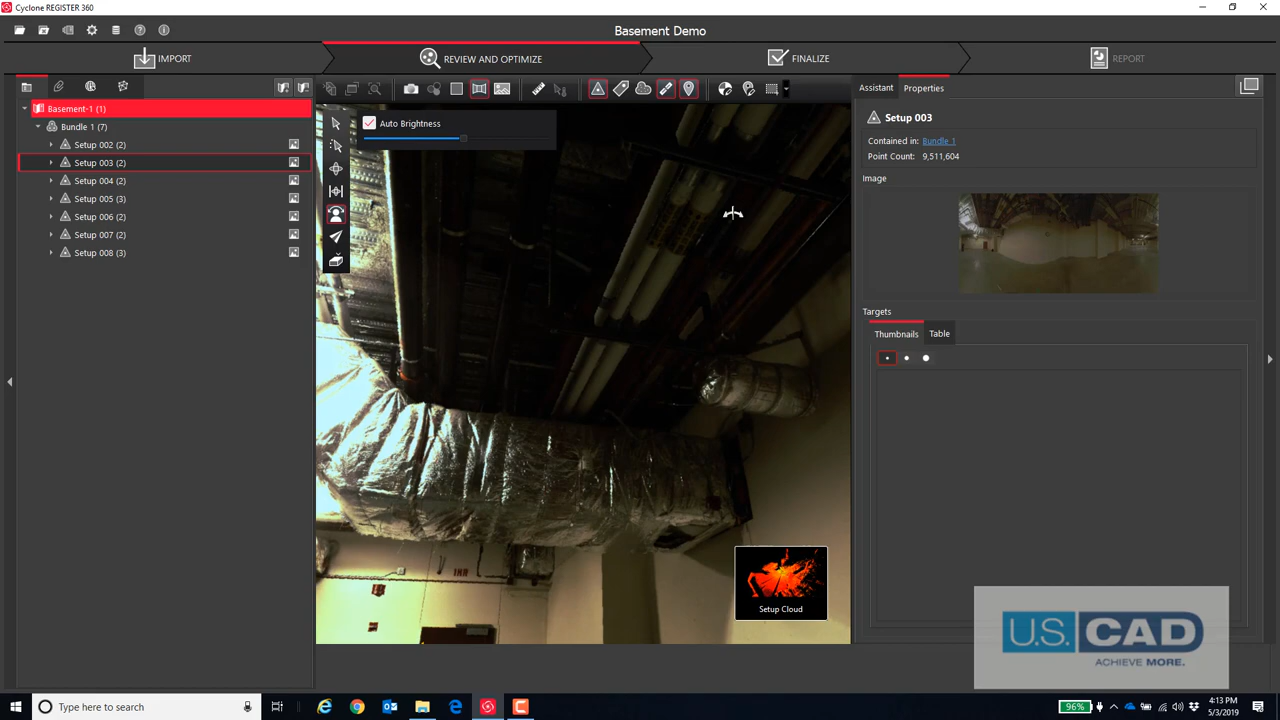 Cyclone REGISTER 360
Basement Demo
IMPORT
REVIEW AND OPTIMIZE
FINALIZE
REPORT
Basement-1 (1)
Bundle 1 (7)
Setup 002 (2)
Setup 003 (2)
Setup 004 (2)
Setup 005 (3)
Setup 006 (2)
Setup 007 (2)
Setup 008 (3)
Auto Brightness
1HR
Setup Cloud
Assistant
Properties
Setup 003
Contained in: Bundle 1
Point Count: 9,511,604
Image
Targets
Thumbnails
Table
U.S. CAD
ACHIEVE MORE.
Type here to search
96%
4:13 PM
5/3/2019